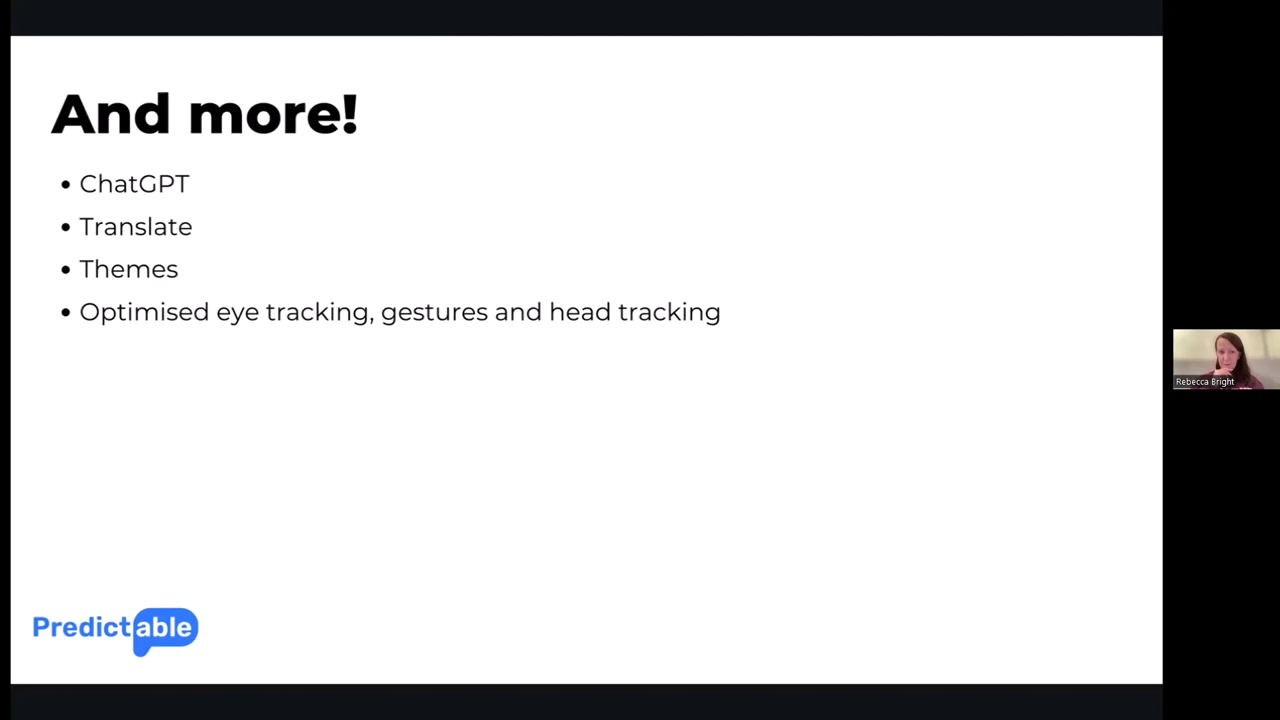 And more!
• ChatGPT
• Translate
• Themes
• Optimised eye tracking, gestures and head tracking
Rebecca Bright
Predictable